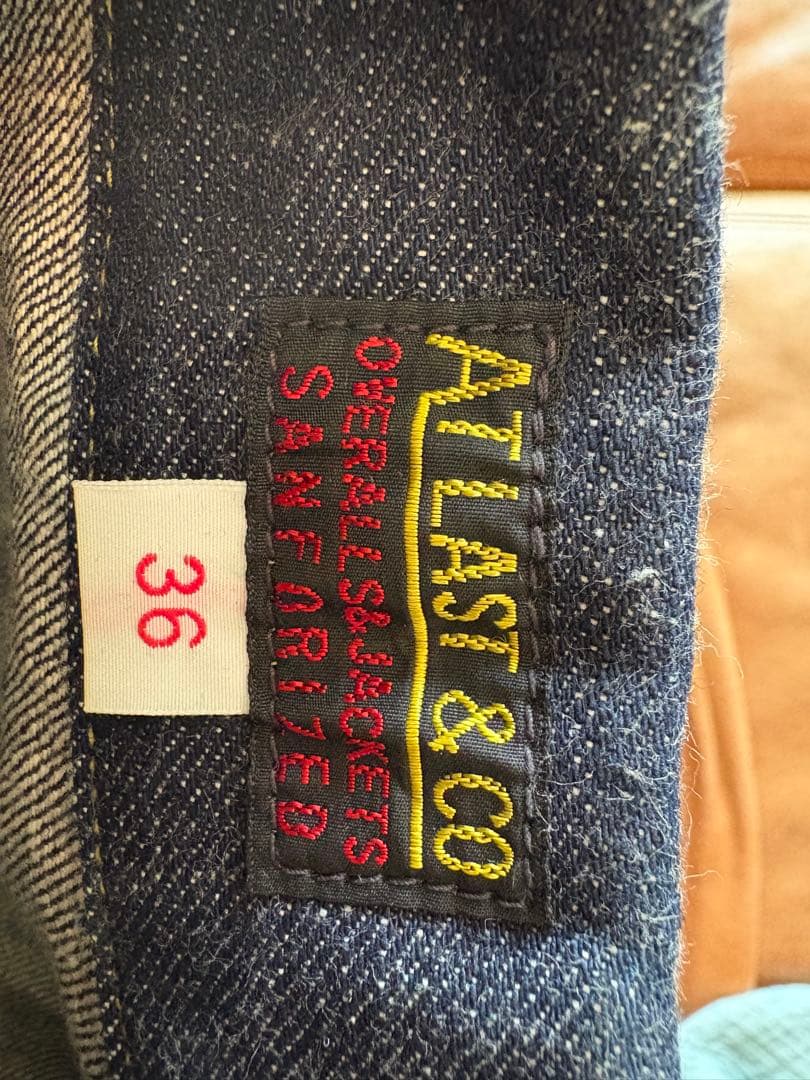 ATLAST & CO
OVERALLS & JACKETS
SANFORIZED
36